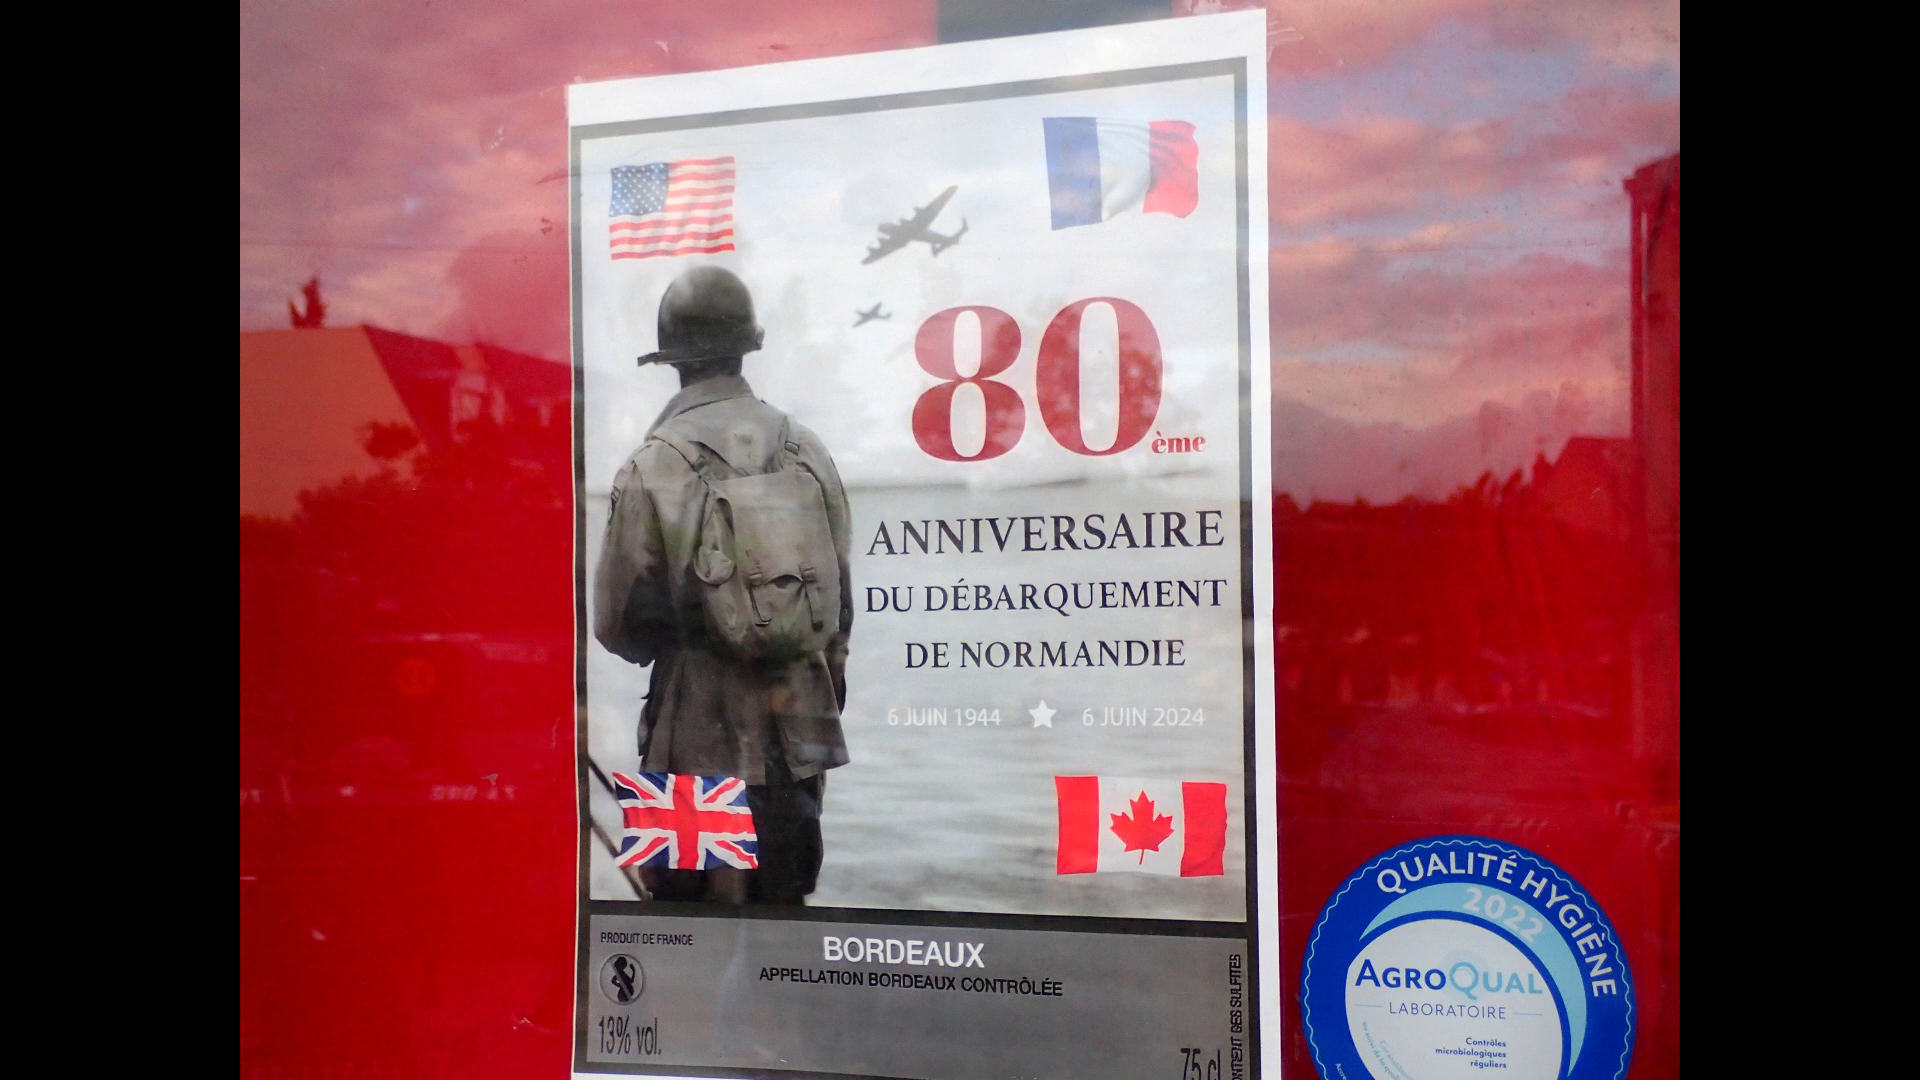 80ème
ANNIVERSAIRE
DU DÉBARQUEMENT
DE NORMANDIE
6 JUIN 1944 ★ 6 JUIN 2024
PRODUIT DE FRANCE
BORDEAUX
APPELLATION BORDEAUX CONTRÔLÉE
13% vol.
75 cl
DES SULFITES
QUALITÉ HYGIÈNE
2022
AGROQUAL
LABORATOIRE
Contrôles
microbiologiques
réguliers